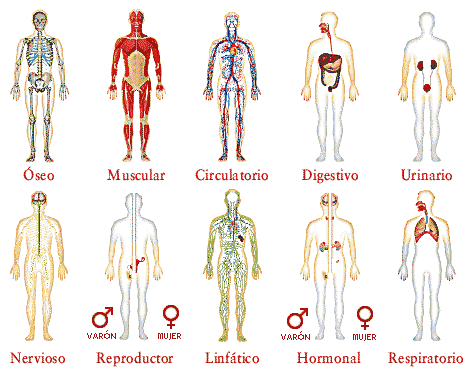 Óseo Muscular Circulatorio Digestivo Urinario
VARÓN MUJER VARÓN MUJER
Nervioso Reproductor Linfático Hormonal Respiratorio